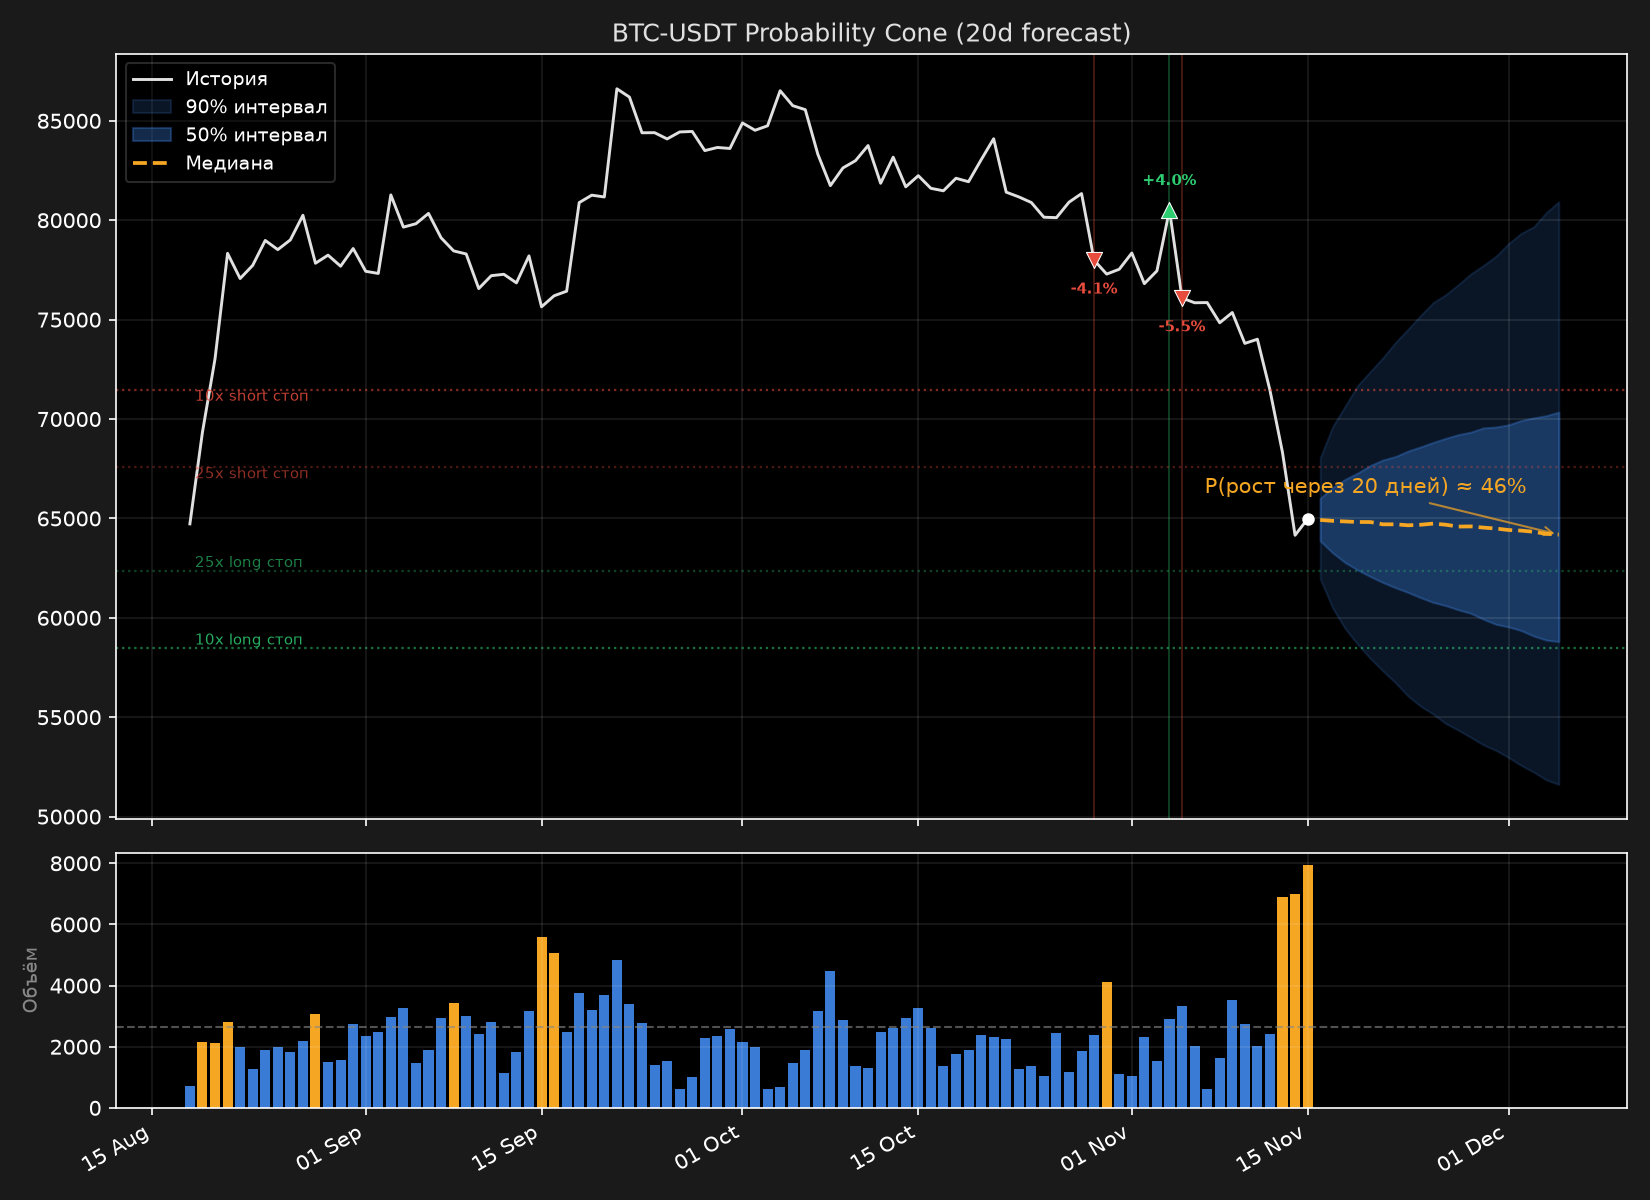 BTC-USDT Probability Cone (20d forecast)
История
90% интервал
50% интервал
Медиана
85000
80000
75000
70000
65000
60000
55000
50000
+4.0%
-4.1%
-5.5%
10x short стоп
25x short стоп
P(рост через 20 дней) ≈ 46%
25x long стоп
10x long стоп
Объём
8000
6000
4000
2000
0
15 Aug
01 Sep
15 Sep
01 Oct
15 Oct
01 Nov
15 Nov
01 Dec